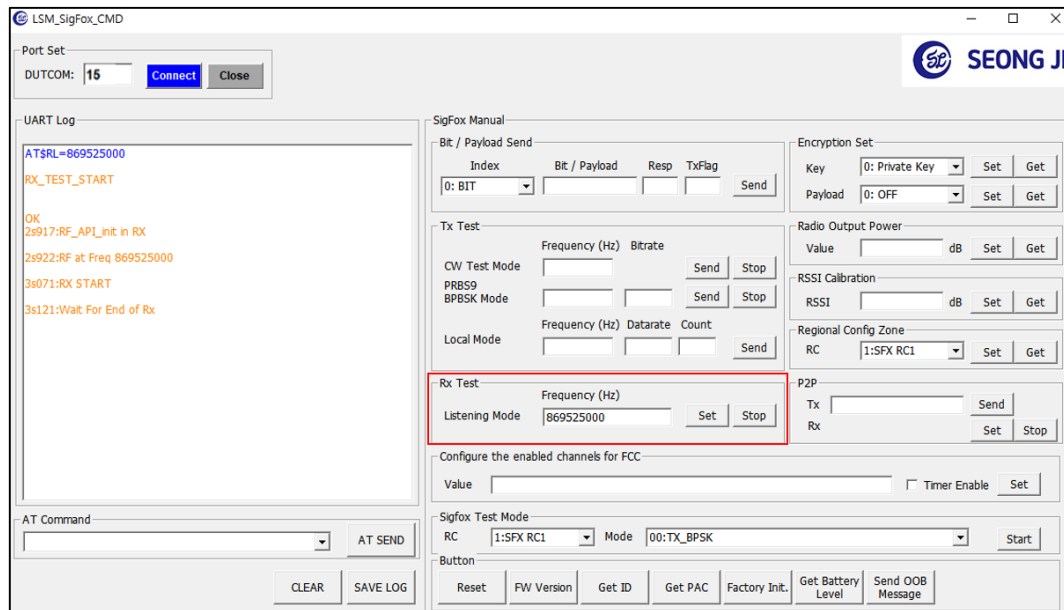 LSM_SigFox_CMD
Port Set
DUTCOM: 15 Connect Close
SEONG JI
UART Log
AT$RL=869525000
RX_TEST_START
OK
2s917:RF_API_init in RX
2s922:RF at Freq 869525000
3s071:RX START
3s121:Wait For End of Rx
AT Command
AT SEND
CLEAR SAVE LOG
SigFox Manual
Bit / Payload Send
Index Bit / Payload Resp TxFlag
0: BIT Send
Tx Test
Frequency (Hz) Bitrate
CW Test Mode Send Stop
PRBS9
BPBSK Mode Send Stop
Frequency (Hz) Datarate Count
Local Mode Send
Rx Test
Frequency (Hz)
Listening Mode 869525000 Set Stop
Encryption Set
Key 0: Private Key Set Get
Payload 0: OFF Set Get
Radio Output Power
Value dB Set Get
RSSI Calibration
RSSI dB Set Get
Regional Config Zone
RC 1:SFX RC1 Set Get
P2P
Tx Send
Rx Set Stop
Configure the enabled channels for FCC
Value Timer Enable Set
Sigfox Test Mode
RC 1:SFX RC1 Mode 00:TX_BPSK Start
Button
Reset FW Version Get ID Get PAC Factory Init. Get Battery Level Send OOB Message